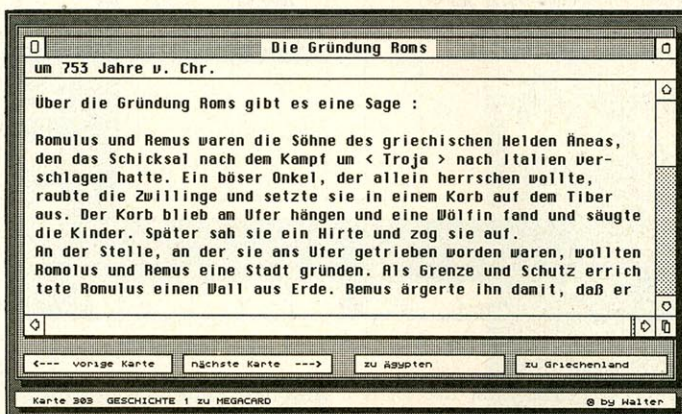 Die Gründung Roms
um 753 Jahre v. Chr.
Über die Gründung Roms gibt es eine Sage :
Romulus und Remus waren die Söhne des griechischen Helden Äneas,
den das Schicksal nach dem Kampf um < Troja > nach Italien ver-
schlagen hatte. Ein böser Onkel, der allein herrschen wollte,
raubte die Zwillinge und setzte sie in einem Korb auf dem Tiber
aus. Der Korb blieb am Ufer hängen und eine Wölfin fand und säugte
die Kinder. Später sah sie ein Hirte und zog sie auf.
An der Stelle, an der sie ans Ufer getrieben worden waren, wollten
Romolus und Remus eine Stadt gründen. Als Grenze und Schutz errich
tete Romulus einen Wall aus Erde. Remus ärgerte ihn damit, daß er
<--- vorige Karte nächste Karte ---> zu Ägypten zu Griechenland
Karte 303 GESCHICHTE 1 zu MEGACARD @ by Walter